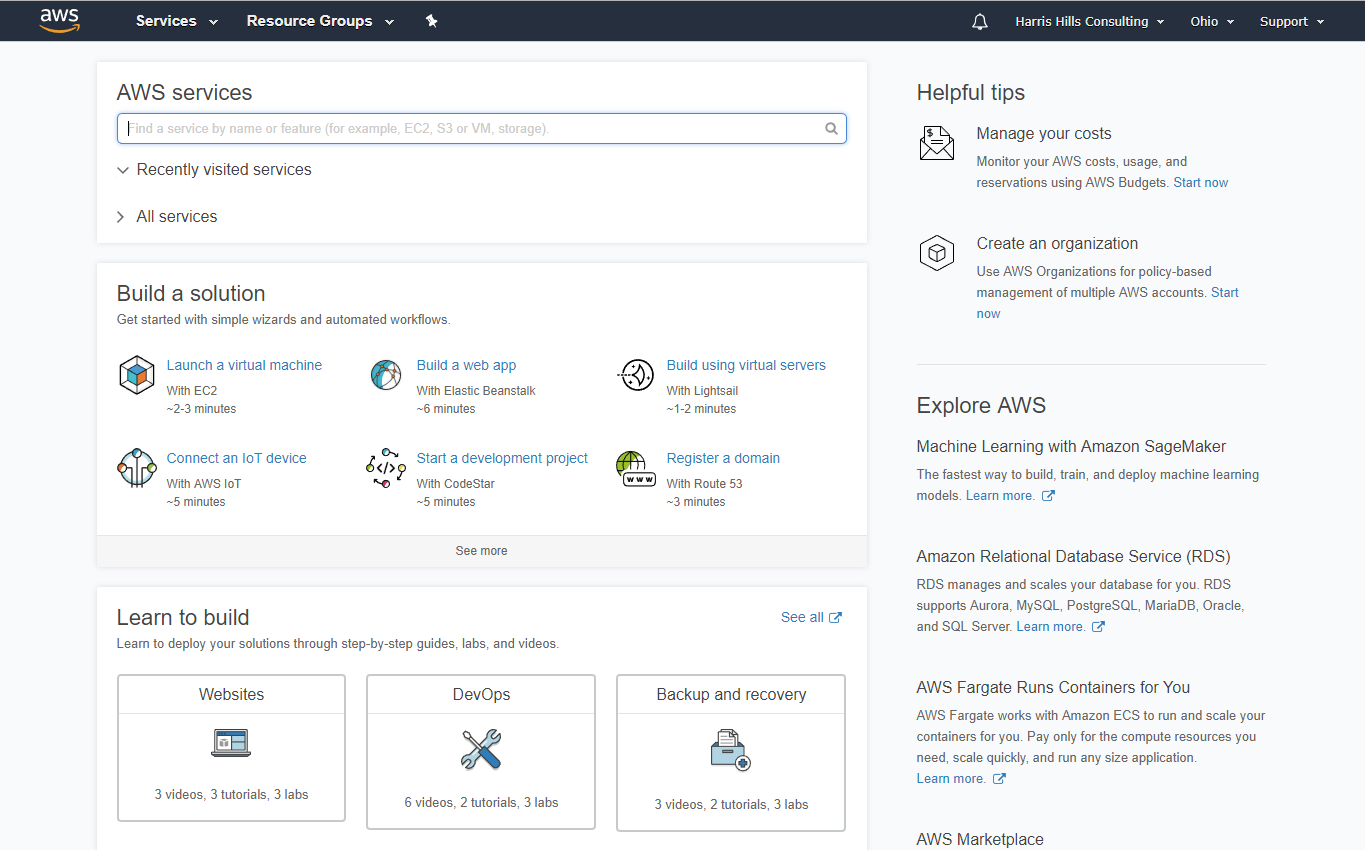 aws
Services
Resource Groups
Harris Hills Consulting
Ohio
Support
AWS services
Find a service by name or feature (for example, EC2, S3 or VM, storage).
Recently visited services
All services
Build a solution
Get started with simple wizards and automated workflows.
Launch a virtual machine
With EC2
~2-3 minutes
Build a web app
With Elastic Beanstalk
~6 minutes
Build using virtual servers
With Lightsail
~1-2 minutes
Connect an IoT device
With AWS IoT
~5 minutes
Start a development project
With CodeStar
~5 minutes
www
Register a domain
With Route 53
~3 minutes
See more
Learn to build
See all
Learn to deploy your solutions through step-by-step guides, labs, and videos.
Websites
3 videos, 3 tutorials, 3 labs
DevOps
6 videos, 2 tutorials, 3 labs
Backup and recovery
3 videos, 2 tutorials, 3 labs
Helpful tips
$
Manage your costs
Monitor your AWS costs, usage, and
reservations using AWS Budgets. Start now
Create an organization
Use AWS Organizations for policy-based
management of multiple AWS accounts. Start
now
Explore AWS
Machine Learning with Amazon SageMaker
The fastest way to build, train, and deploy machine learning
models. Learn more.
Amazon Relational Database Service (RDS)
RDS manages and scales your database for you. RDS
supports Aurora, MySQL, PostgreSQL, MariaDB, Oracle,
and SQL Server. Learn more.
AWS Fargate Runs Containers for You
AWS Fargate works with Amazon ECS to run and scale your
containers for you. Pay only for the compute resources you
need, scale quickly, and run any size application.
Learn more.
AWS Marketplace